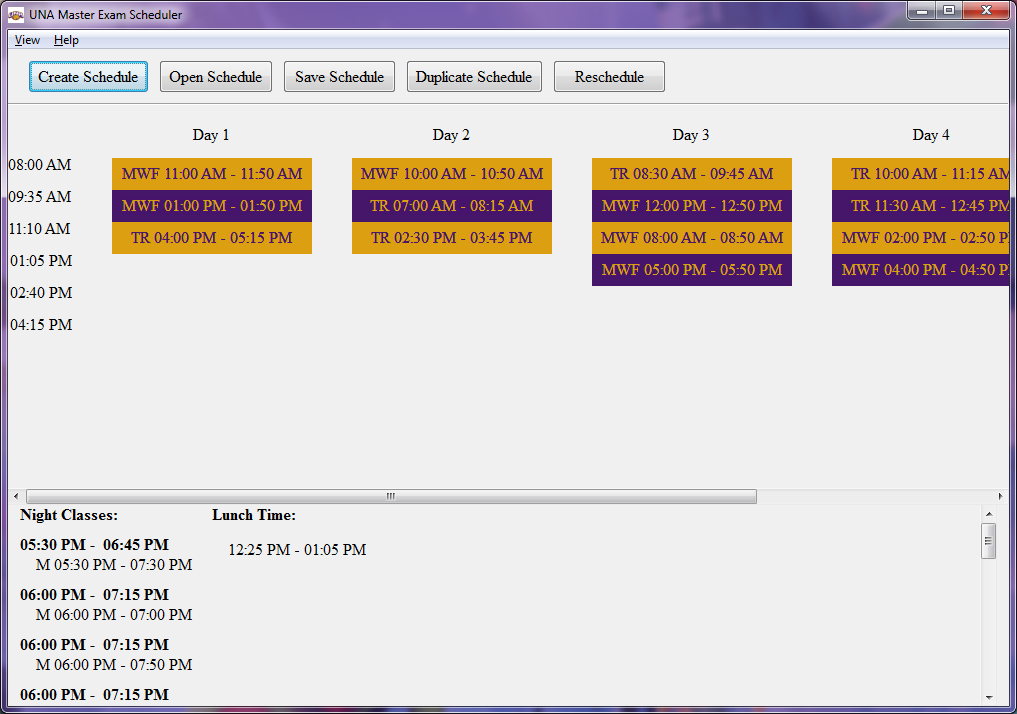 UNA Master Exam Scheduler
View Help
Create Schedule Open Schedule Save Schedule Duplicate Schedule Reschedule
Day 1 Day 2 Day 3 Day 4
08:00 AM MWF 11:00 AM - 11:50 AM MWF 10:00 AM - 10:50 AM TR 08:30 AM - 09:45 AM TR 10:00 AM - 11:15 AM
09:35 AM MWF 01:00 PM - 01:50 PM TR 07:00 AM - 08:15 AM MWF 12:00 PM - 12:50 PM TR 11:30 AM - 12:45 PM
11:10 AM TR 04:00 PM - 05:15 PM TR 02:30 PM - 03:45 PM MWF 08:00 AM - 08:50 AM MWF 02:00 PM - 02:50 P
01:05 PM MWF 05:00 PM - 05:50 PM MWF 04:00 PM - 04:50 P
02:40 PM
04:15 PM
Night Classes: Lunch Time:
05:30 PM - 06:45 PM 12:25 PM - 01:05 PM
M 05:30 PM - 07:30 PM
06:00 PM - 07:15 PM
M 06:00 PM - 07:00 PM
06:00 PM - 07:15 PM
M 06:00 PM - 07:50 PM
06:00 PM - 07:15 PM